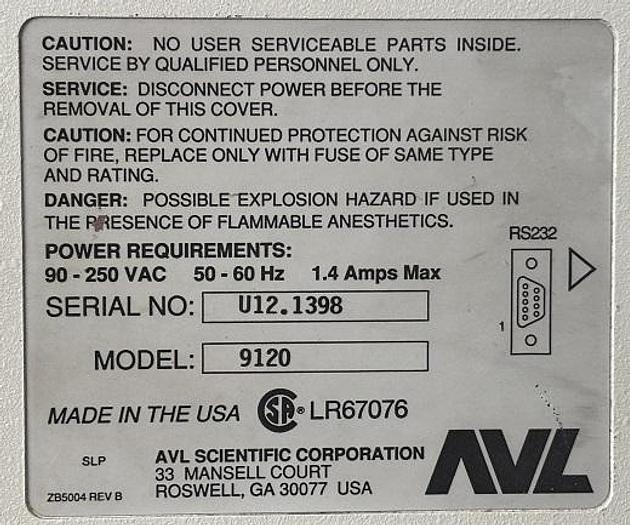 CAUTION: NO USER SERVICEABLE PARTS INSIDE.
SERVICE BY QUALIFIED PERSONNEL ONLY.
SERVICE: DISCONNECT POWER BEFORE THE
REMOVAL OF THIS COVER.
CAUTION: FOR CONTINUED PROTECTION AGAINST RISK
OF FIRE, REPLACE ONLY WITH FUSE OF SAME TYPE
AND RATING.
DANGER: POSSIBLE EXPLOSION HAZARD IF USED IN
THE PRESENCE OF FLAMMABLE ANESTHETICS.
RS232
POWER REQUIREMENTS:
90 - 250 VAC 50 - 60 Hz 1.4 Amps Max
SERIAL NO: U12.1398
1
MODEL: 9120
MADE IN THE USA SA ® LR67076
SLP
AVL SCIENTIFIC CORPORATION
33 MANSELL COURT
ROSWELL, GA 30077 USA
AVL
ZB5004 REV B